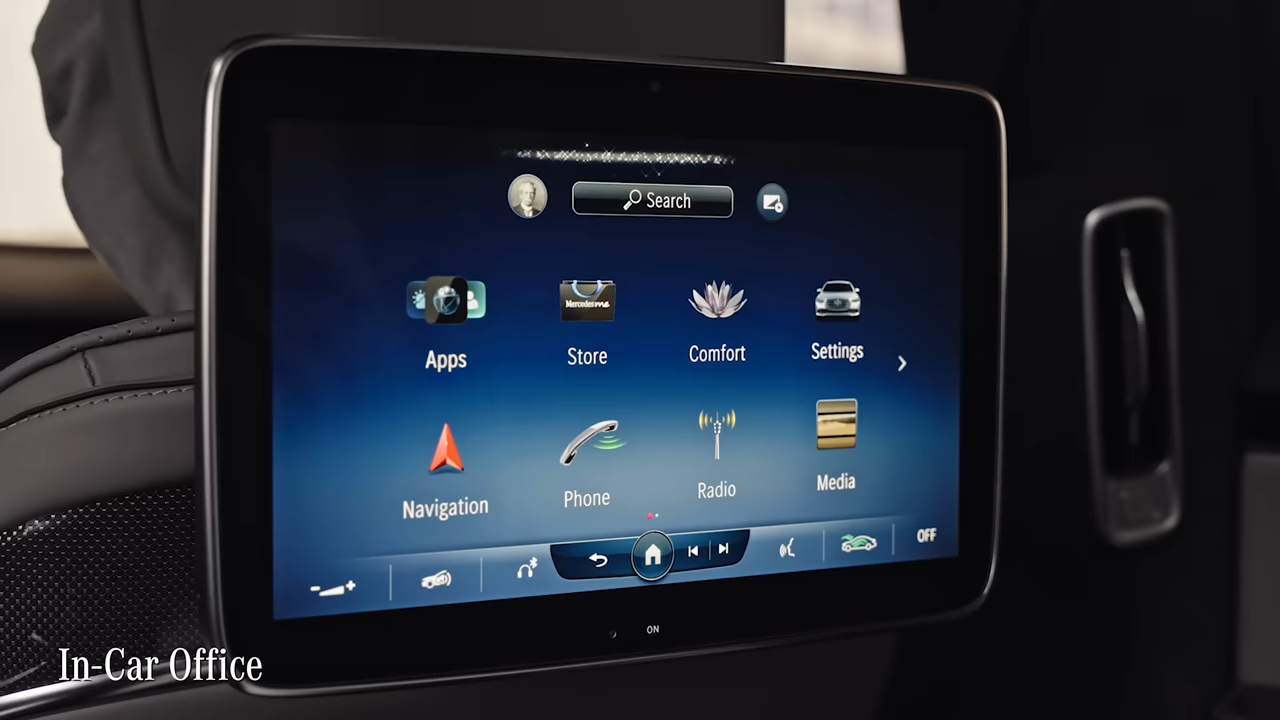 Search
Mercedes me
Apps
Store
Comfort
Settings
Navigation
Phone
Radio
Media
OFF
ON
In-Car Office